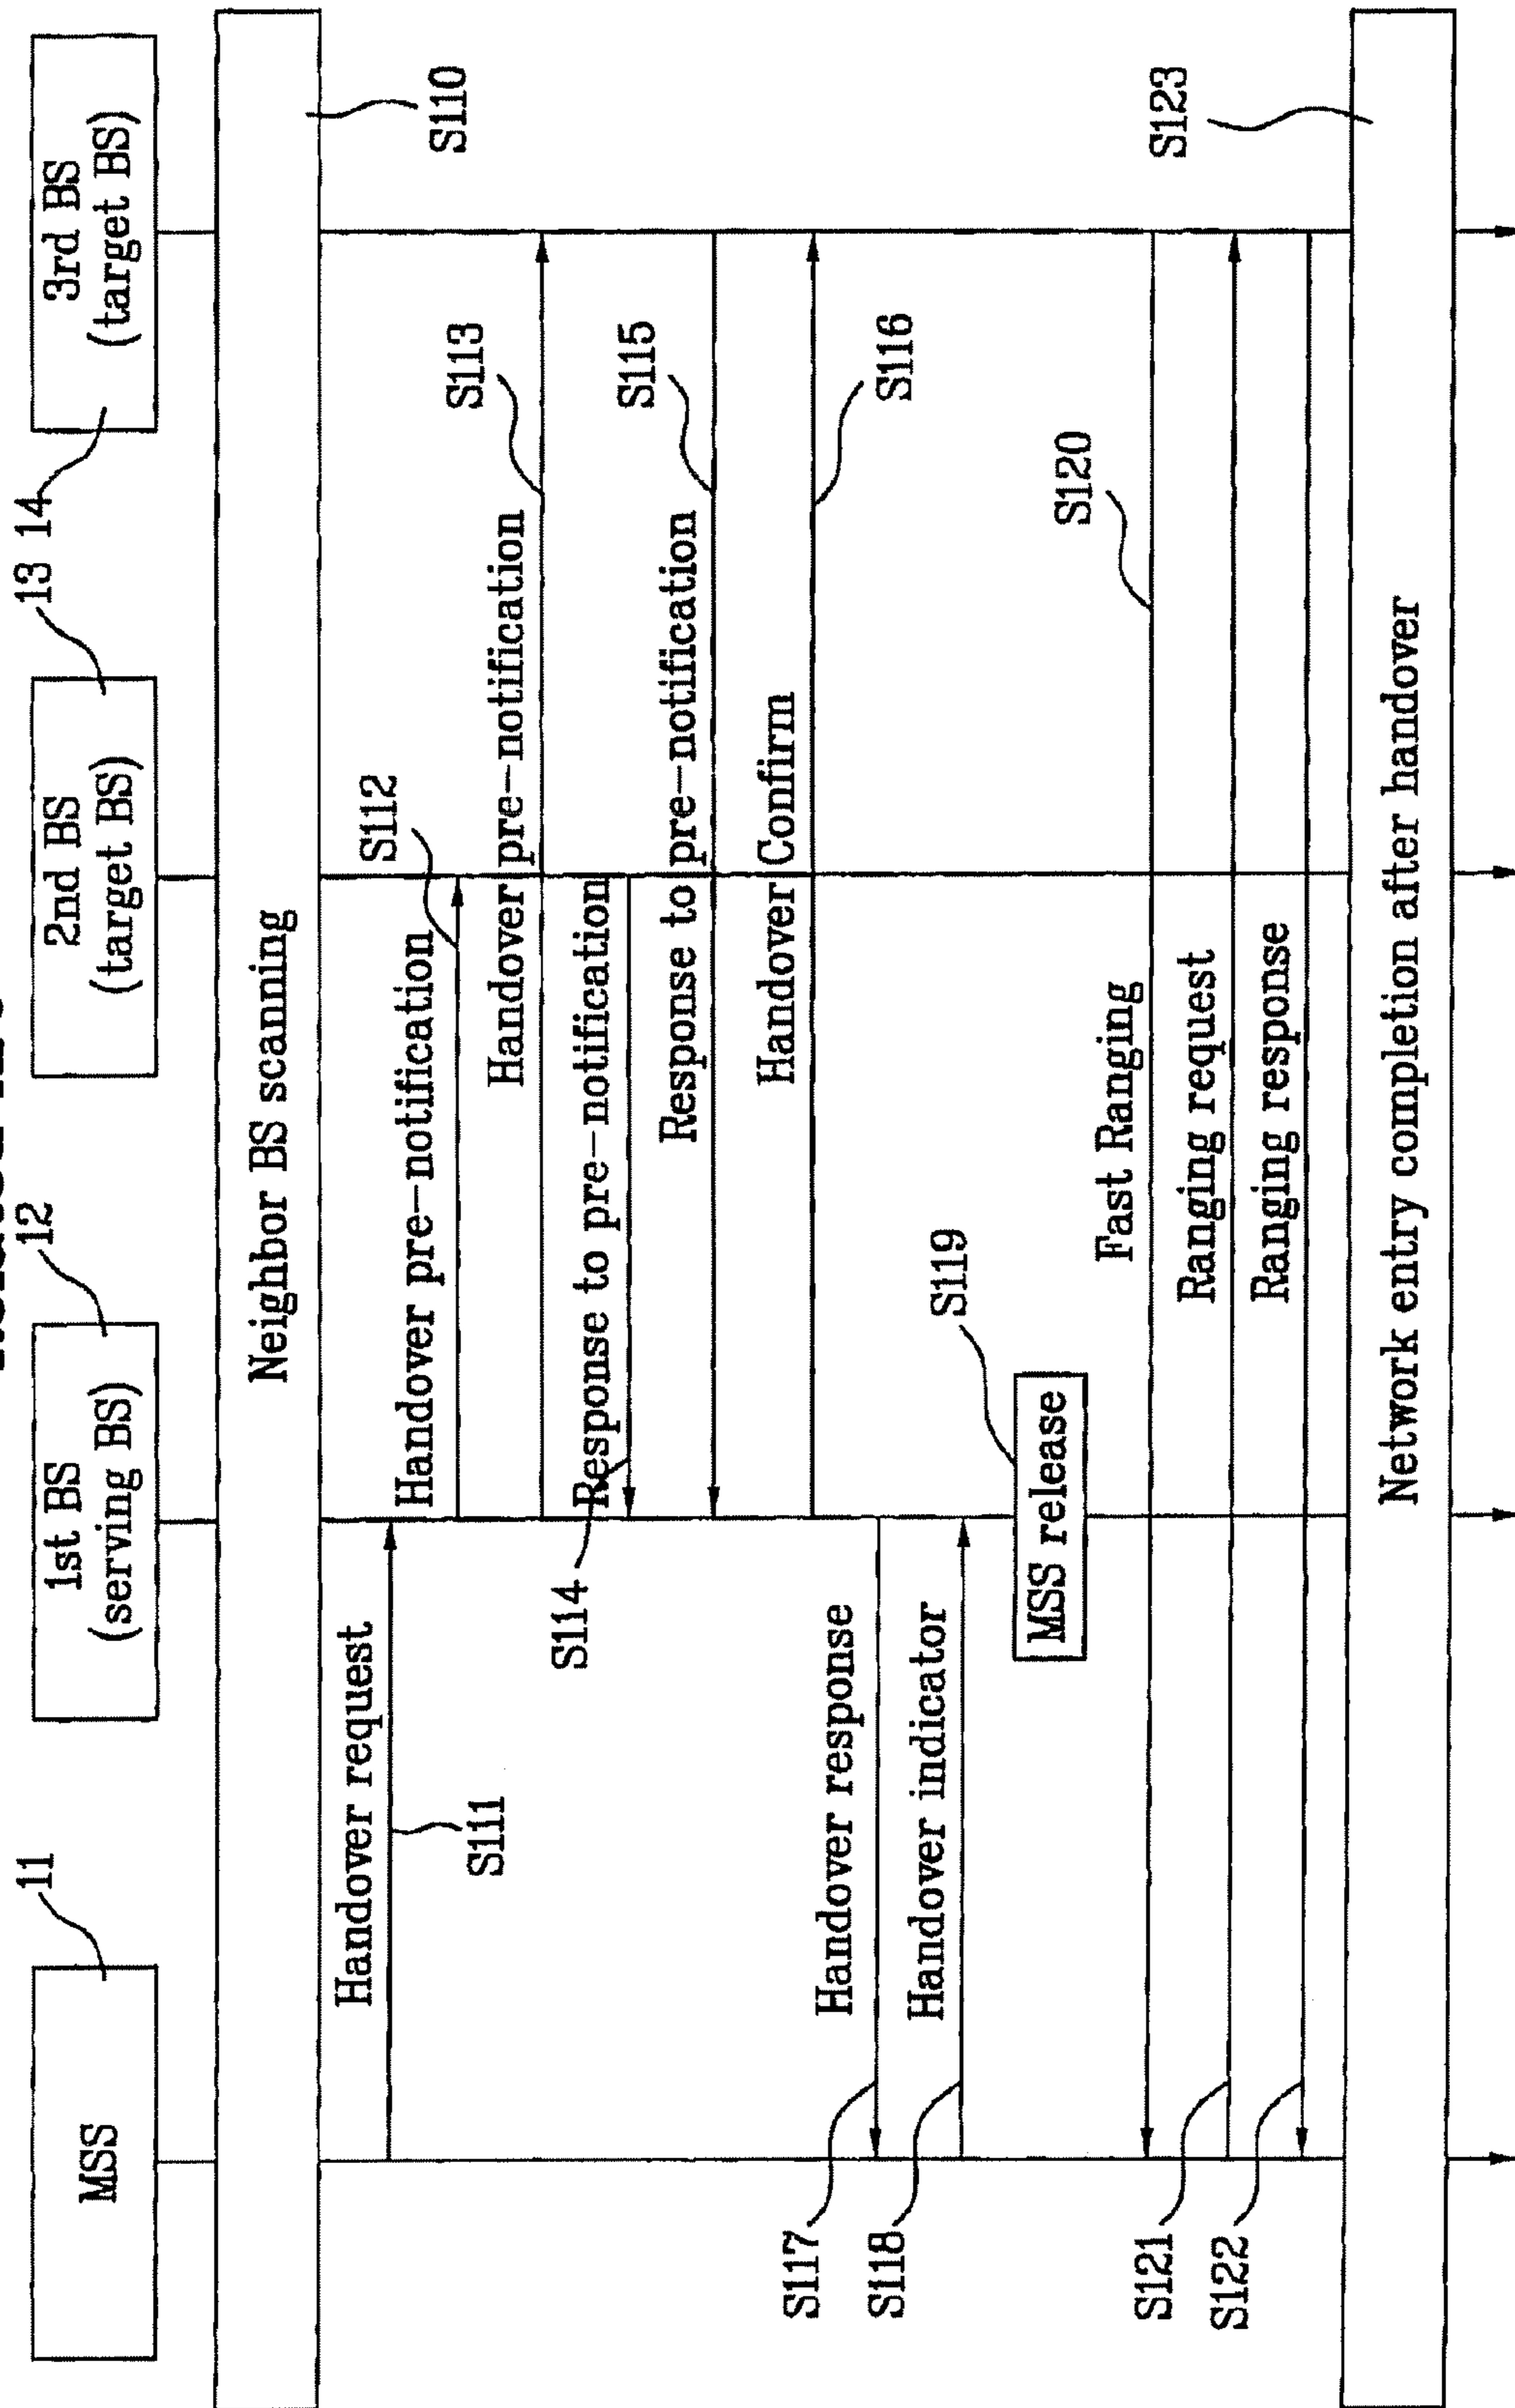 11
12
13
14
MSS
1st BS
(serving BS)
2nd BS
(target BS)
3rd BS
(target BS)
Neighbor BS scanning
S110
Handover request
S111
Handover pre-notification
S112
Handover pre-notification
S113
Response to pre-notification
S114
Response to pre-notification
S115
Handover Confirm
S116
Handover response
S117
Handover indicator
S118
MSS release
S119
Fast Ranging
S120
Ranging request
S121
Ranging response
S122
Network entry completion after handover
S123